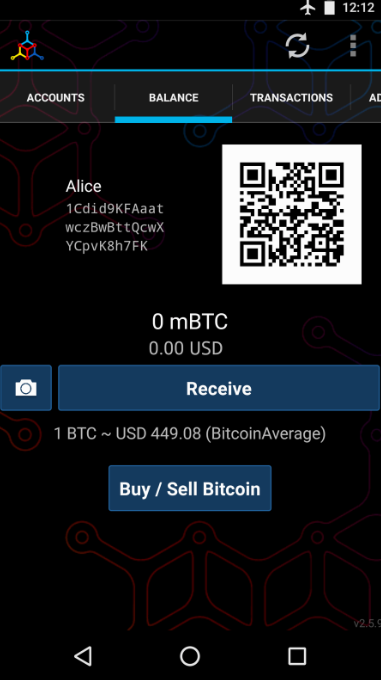 12:12
ACCOUNTS BALANCE TRANSACTIONS AD
Alice
1Cdid9KFAaat
wczBwBttQcwX
YCpvK8h7FK
0 mBTC
0.00 USD
Receive
1 BTC ~ USD 449.08 (BitcoinAverage)
Buy / Sell Bitcoin
v2.5.9